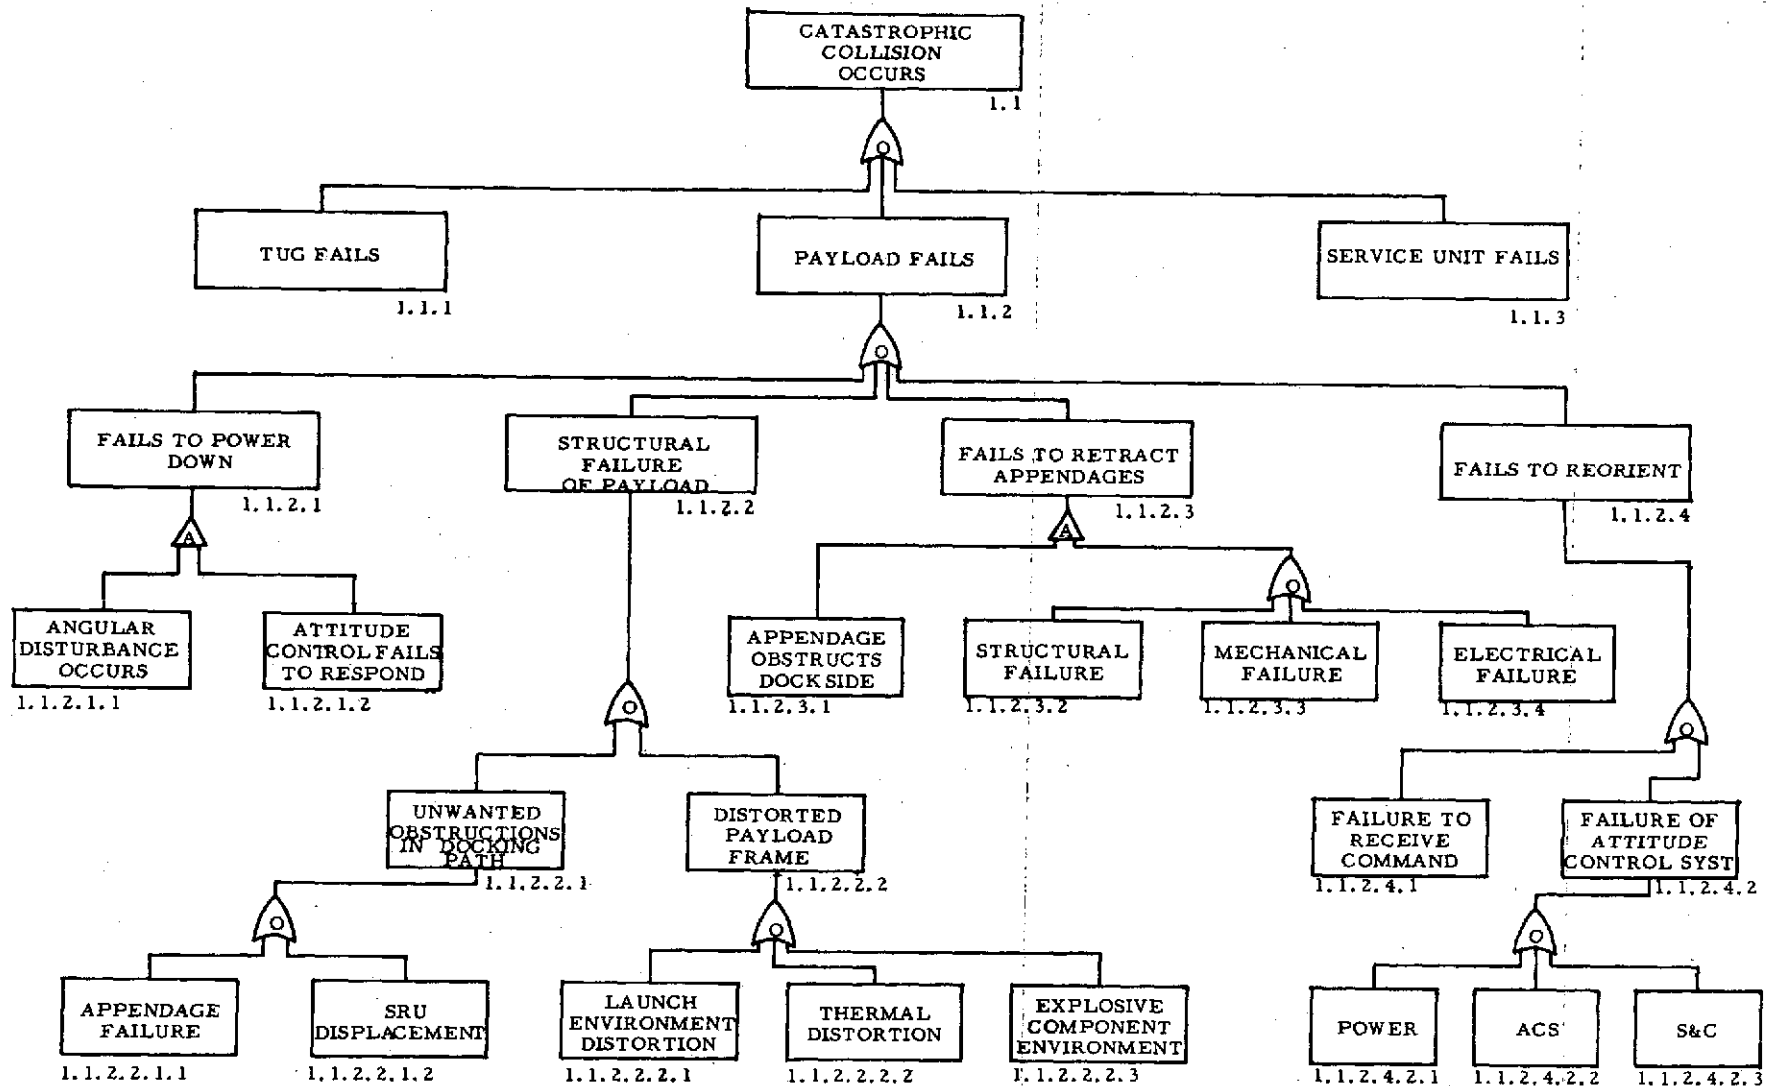 CATASTROPHIC
COLLISION
OCCURS
1.1
O
TUG FAILS
1.1.1
PAYLOAD FAILS
1.1.2
SERVICE UNIT FAILS
1.1.3
O
FAILS TO POWER
DOWN
1.1.2.1
STRUCTURAL
FAILURE
OF PAYLOAD
1.1.2.2
FAILS TO RETRACT
APPENDAGES
1.1.2.3
FAILS TO REORIENT
1.1.2.4
A
A
O
ANGULAR
DISTURBANCE
OCCURS
1.1.2.1.1
ATTITUDE
CONTROL FAILS
TO RESPOND
1.1.2.1.2
APPENDAGE
OBSTRUCTS
DOCK SIDE
1.1.2.3.1
STRUCTURAL
FAILURE
1.1.2.3.2
MECHANICAL
FAILURE
1.1.2.3.3
ELECTRICAL
FAILURE
1.1.2.3.4
O
O
UNWANTED
OBSTRUCTIONS
IN DOCKING
PATH
1.1.2.2.1
DISTORTED
PAYLOAD
FRAME
1.1.2.2.2
FAILURE TO
RECEIVE
COMMAND
1.1.2.4.1
FAILURE OF
ATTITUDE
CONTROL SYST
1.1.2.4.2
O
O
O
APPENDAGE
FAILURE
1.1.2.2.1.1
SRU
DISPLACEMENT
1.1.2.2.1.2
LAUNCH
ENVIRONMENT
DISTORTION
1.1.2.2.2.1
THERMAL
DISTORTION
1.1.2.2.2.2
EXPLOSIVE
COMPONENT
ENVIRONMENT
1.1.2.2.2.3
POWER
1.1.2.4.2.1
ACS
1.1.2.4.2.2
S&C
1.1.2.4.2.3